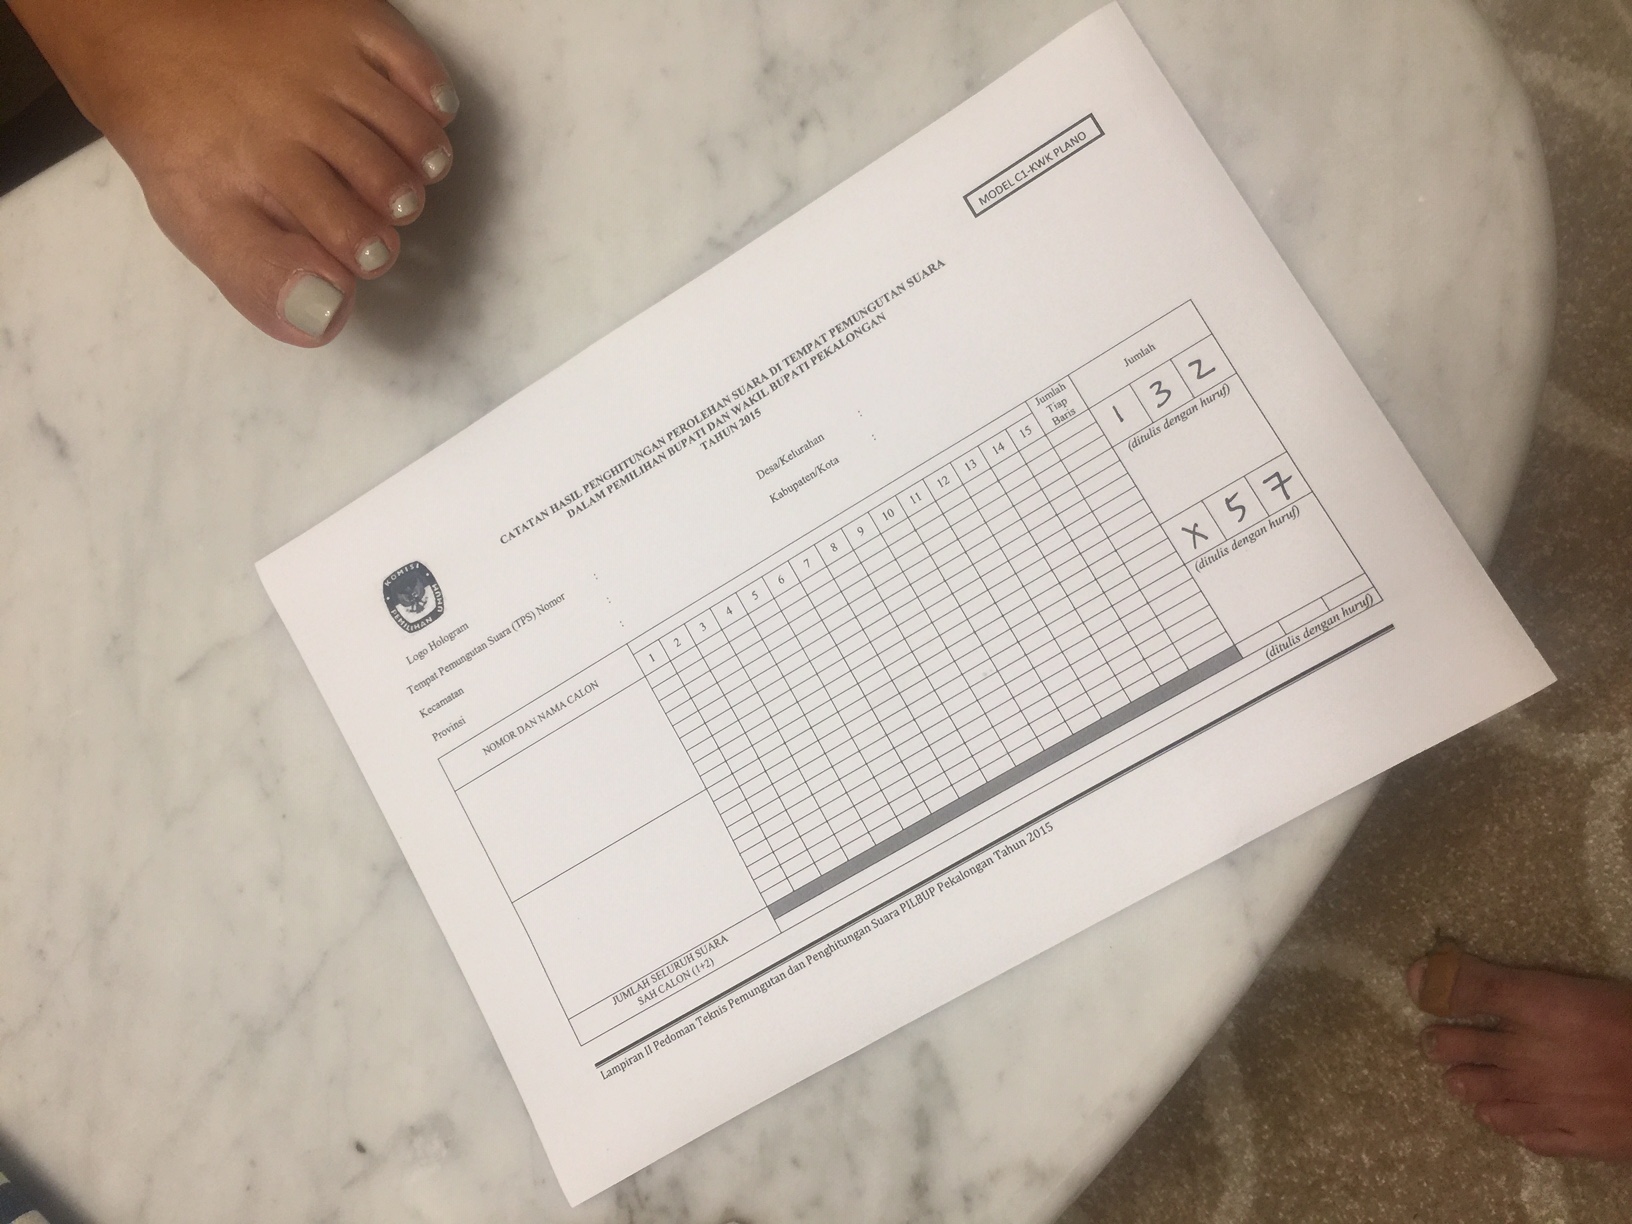 KOMISI
PEMILIHAN UMUM
MODEL C1-KWK PLANO
CATATAN HASIL PENGHITUNGAN PEROLEHAN SUARA DI TEMPAT PEMUNGUTAN SUARA
DALAM PEMILIHAN BUPATI DAN WAKIL BUPATI PEKALONGAN
TAHUN 2015
Logo Hologram
Tempat Pemungutan Suara (TPS) Nomor :
Desa/Kelurahan :
Kecamatan :
Kabupaten/Kota :
Provinsi :
NOMOR DAN NAMA CALON
1 2 3 4 5 6 7 8 9 10 11 12 13 14 15
Jumlah
Tiap
Baris
Jumlah
1 3 2
(ditulis dengan huruf)
X 5 7
(ditulis dengan huruf)
JUMLAH SELURUH SUARA
SAH CALON (1+2)
(ditulis dengan huruf)
Lampiran II Pedoman Teknis Pemungutan dan Penghitungan Suara PILBUP Pekalongan Tahun 2015